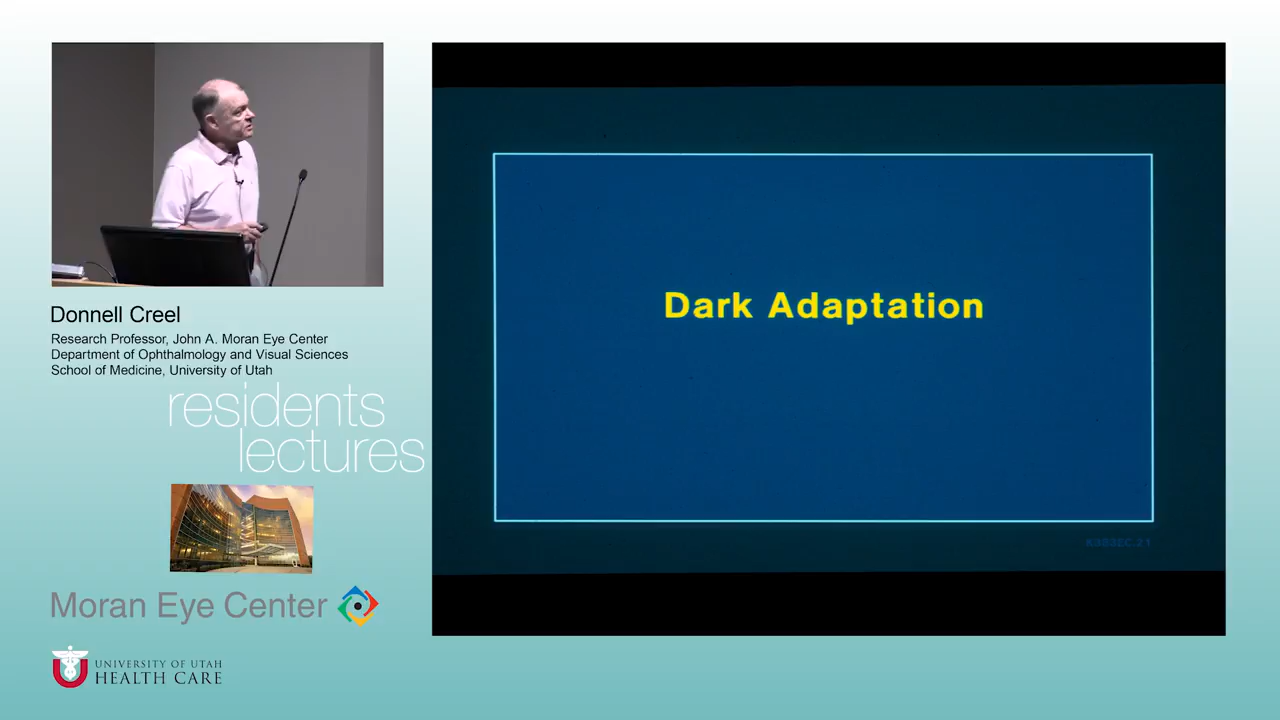 Donnell Creel
Research Professor, John A. Moran Eye Center
Department of Ophthalmology and Visual Sciences
School of Medicine, University of Utah
residents
lectures
Moran Eye Center
UNIVERSITY OF UTAH
HEALTH CARE
Dark Adaptation